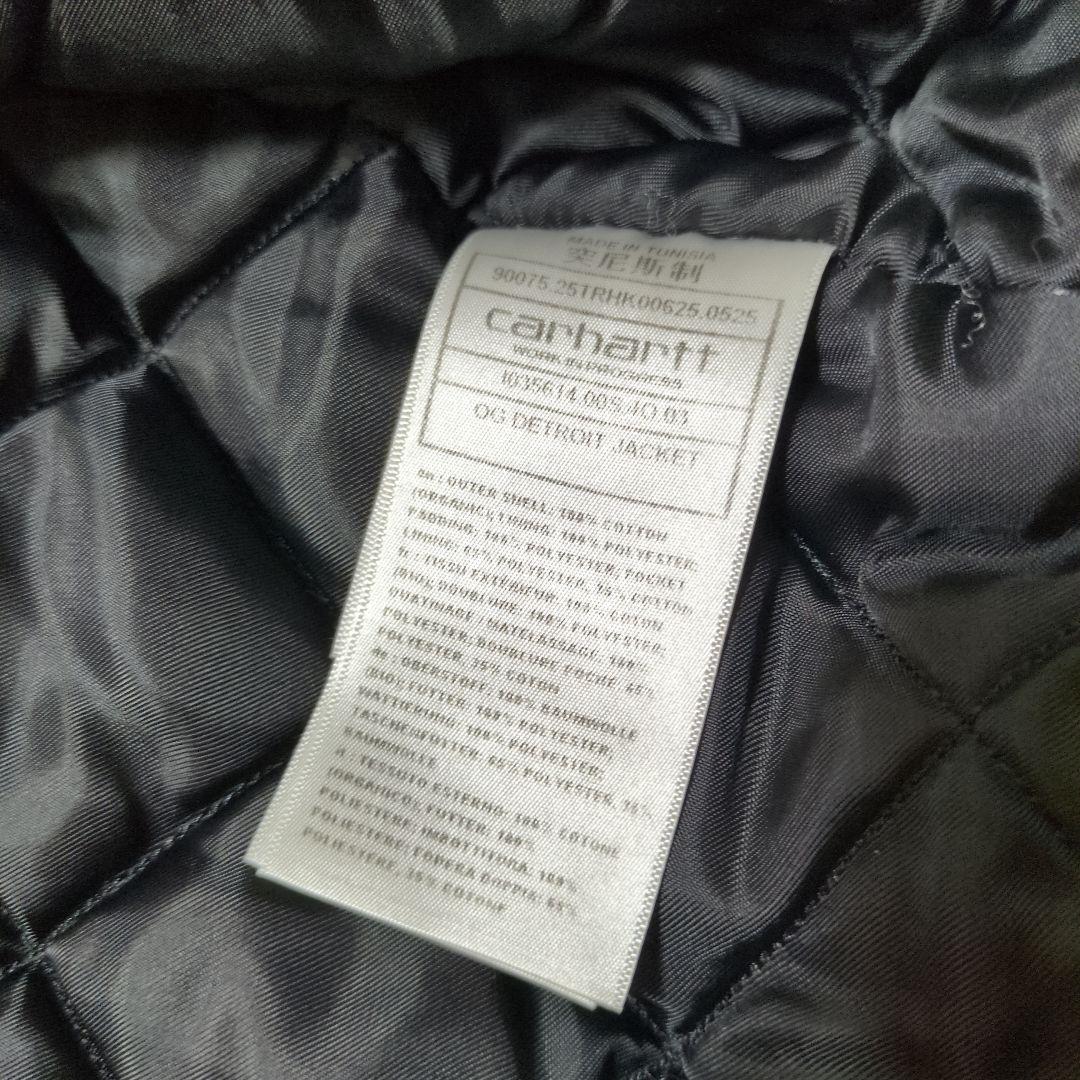 MADE IN TUNISIA
突尼斯制
90075.25TRHK00625.0525
carhartt
WORK IN PROGRESS
I035614.00S.4O.03
OG DETROIT JACKET
en : OUTER SHELL: 100% COTTON
(ORGANIC), LINING: 100% POLYESTER;
PADDING: 100% POLYESTER; POCKET
LINING: 65% POLYESTER, 35% COTTON
fr : TISSU EXTERIEUR: 100% COTON
(BIO), DOUBLURE: 100% POLYESTER;
OUATINAGE / MATELASSAGE: 100%
POLYESTER; DOUBLURE POCHE: 65%
POLYESTER, 35% COTON
de : OBERSTOFF: 100% BAUMWOLLE
(BIO); FUTTER: 100% POLYESTER;
WATTIERUNG: 100% POLYESTER;
TASCHENFUTTER: 65% POLYESTER, 35%
BAUMWOLLE
it : TESSUTO ESTERNO: 100% COTONE
(ORGANICO); FUTTER: 100%
POLIESTERE; IMBOTTITURA: 100%
POLIESTERE; FODERA DOPPIA: 65%
POLIESTERE, 35% COTONE